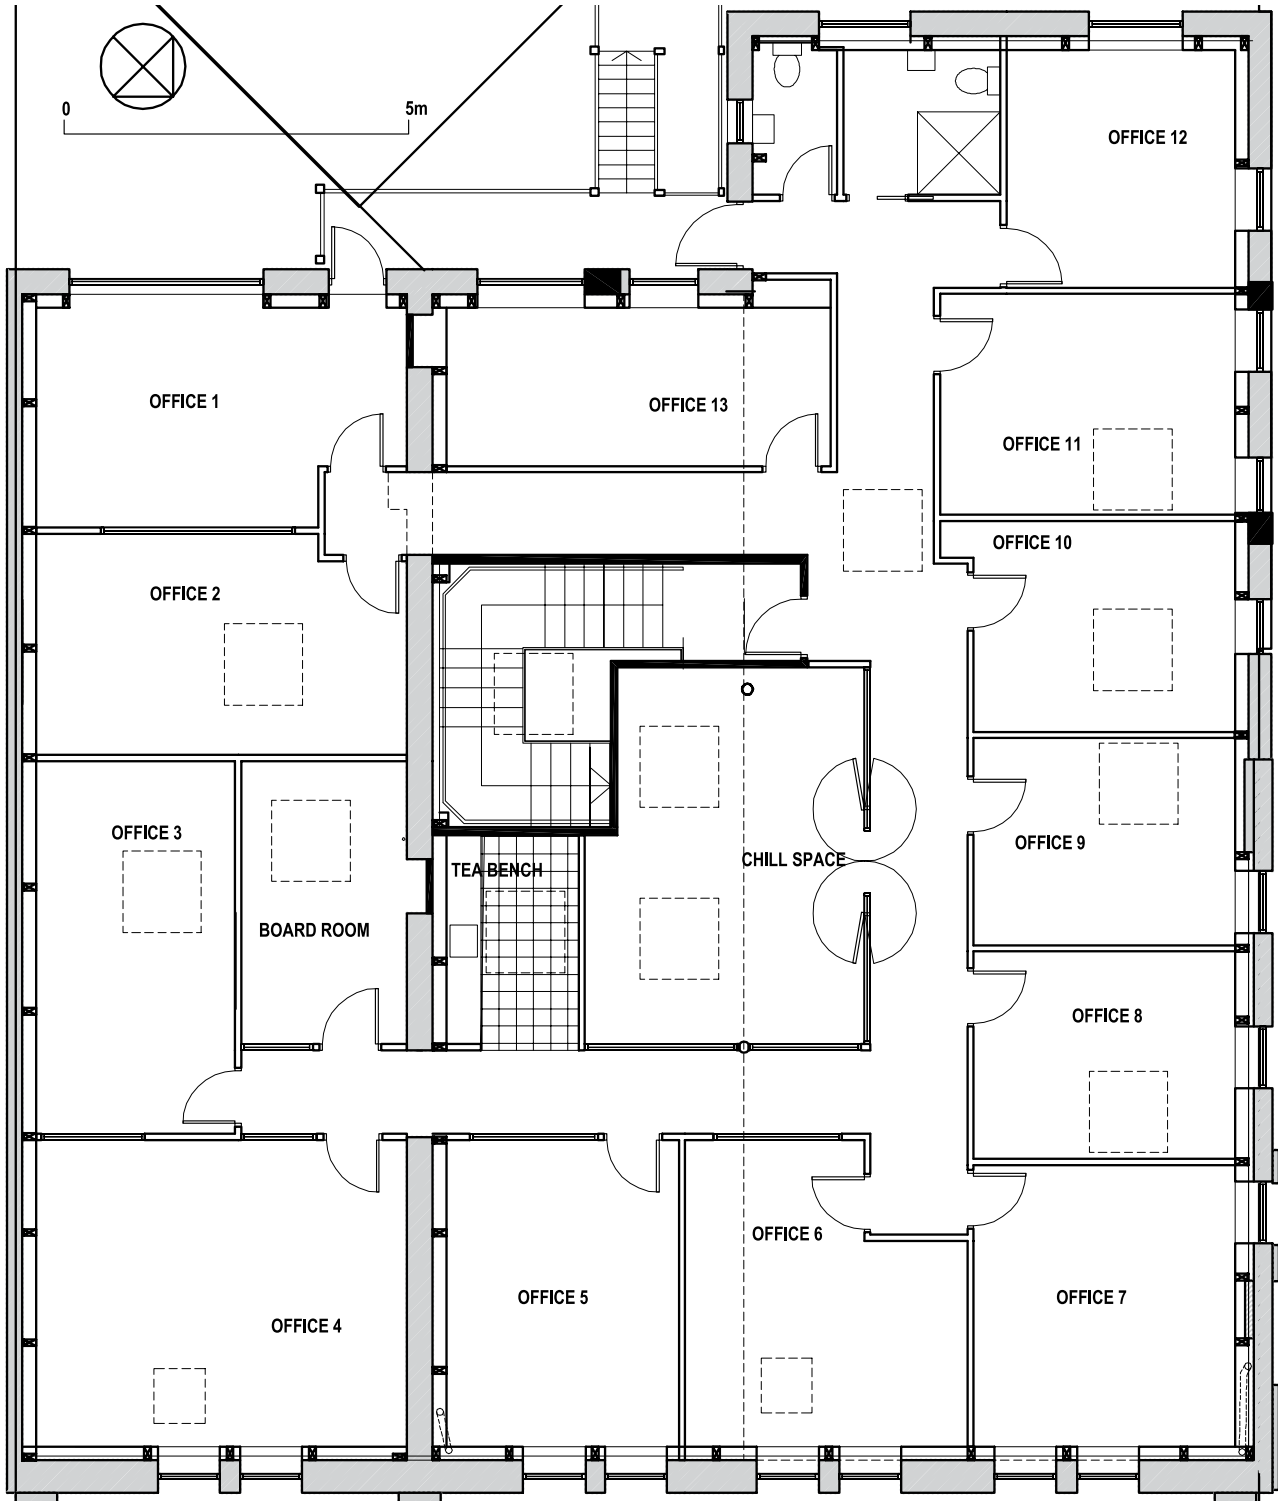 0
5m
OFFICE 12
OFFICE 1
OFFICE 13
OFFICE 11
OFFICE 10
OFFICE 2
OFFICE 3
OFFICE 9
CHILL SPACE
TEA BENCH
BOARD ROOM
OFFICE 8
OFFICE 6
OFFICE 5
OFFICE 7
OFFICE 4